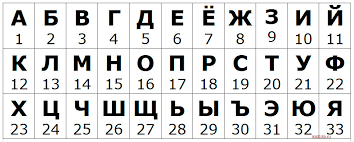 А Б В Г Д Е Ё Ж З И Й
1 2 3 4 5 6 7 8 9 10 11
К Л М Н О П Р С Т У Ф
12 13 14 15 16 17 18 19 20 21 22
Х Ц Ч Ш Щ Ь Ы Ъ Э Ю Я
23 24 25 26 27 28 29 30 31 32 33